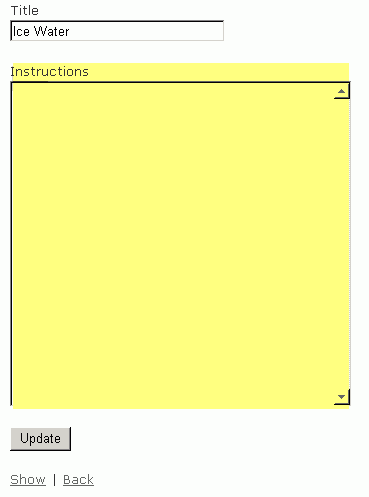 Title
Ice Water
Instructions
Update
Show | Back